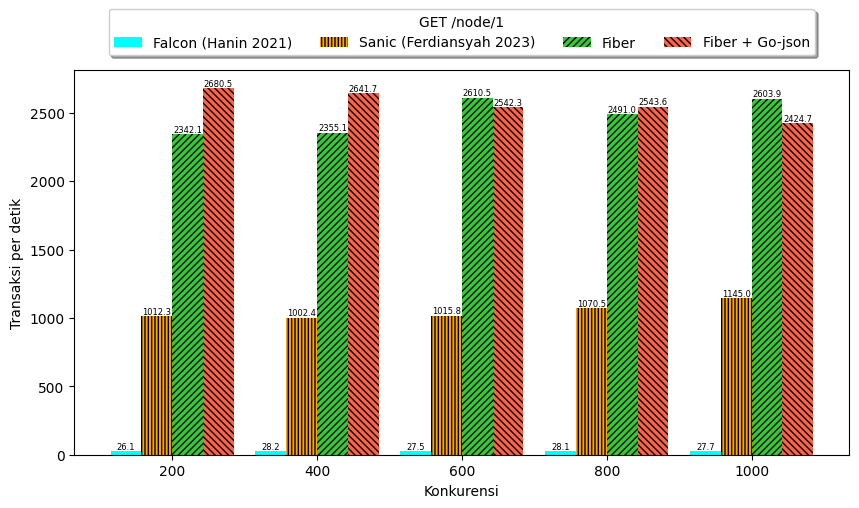 GET /node/1
Falcon (Hanin 2021) Sanic (Ferdiansyah 2023) Fiber Fiber + Go-json
Transaksi per detik
2500
2000
1500
1000
500
0
26.1 1012.3 2342.1 2680.5
28.2 1002.4 2355.1 2641.7
27.5 1015.8 2610.5 2542.3
28.1 1070.5 2491.0 2543.6
27.7 1145.0 2603.9 2424.7
200 400 600 800 1000
Konkurensi